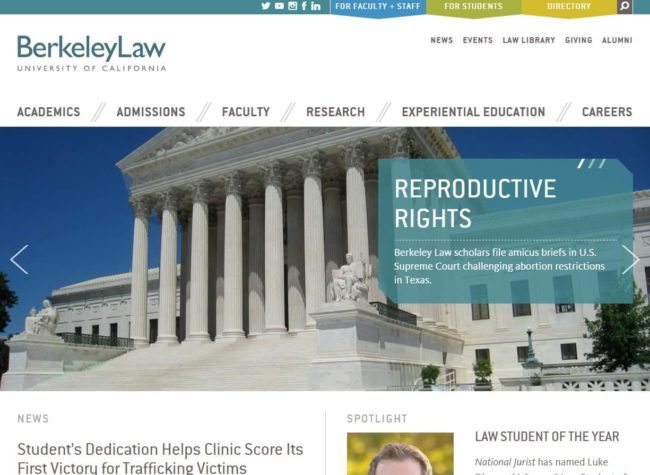 FOR FACULTY + STAFF
FOR STUDENTS
DIRECTORY
BerkeleyLaw
UNIVERSITY OF CALIFORNIA
NEWS EVENTS LAW LIBRARY GIVING ALUMNI
ACADEMICS // ADMISSIONS // FACULTY // RESEARCH // EXPERIENTIAL EDUCATION // CAREERS
REPRODUCTIVE
RIGHTS
Berkeley Law scholars file amicus briefs in U.S.
Supreme Court challenging abortion restrictions
in Texas.
NEWS
Student's Dedication Helps Clinic Score Its
First Victory for Trafficking Victims
SPOTLIGHT
LAW STUDENT OF THE YEAR
National Jurist has named Luke